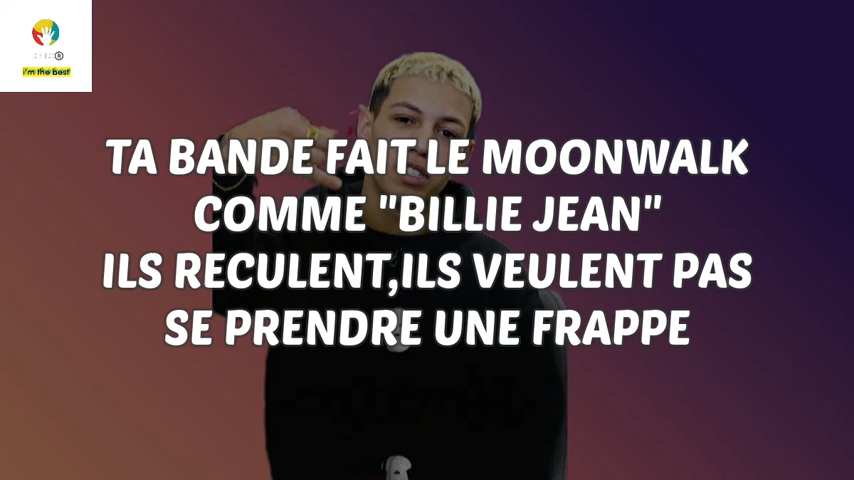 i'm the best
TA BANDE FAIT LE MOONWALK
COMME "BILLIE JEAN"
ILS RECULENT,ILS VEULENT PAS
SE PRENDRE UNE FRAPPE